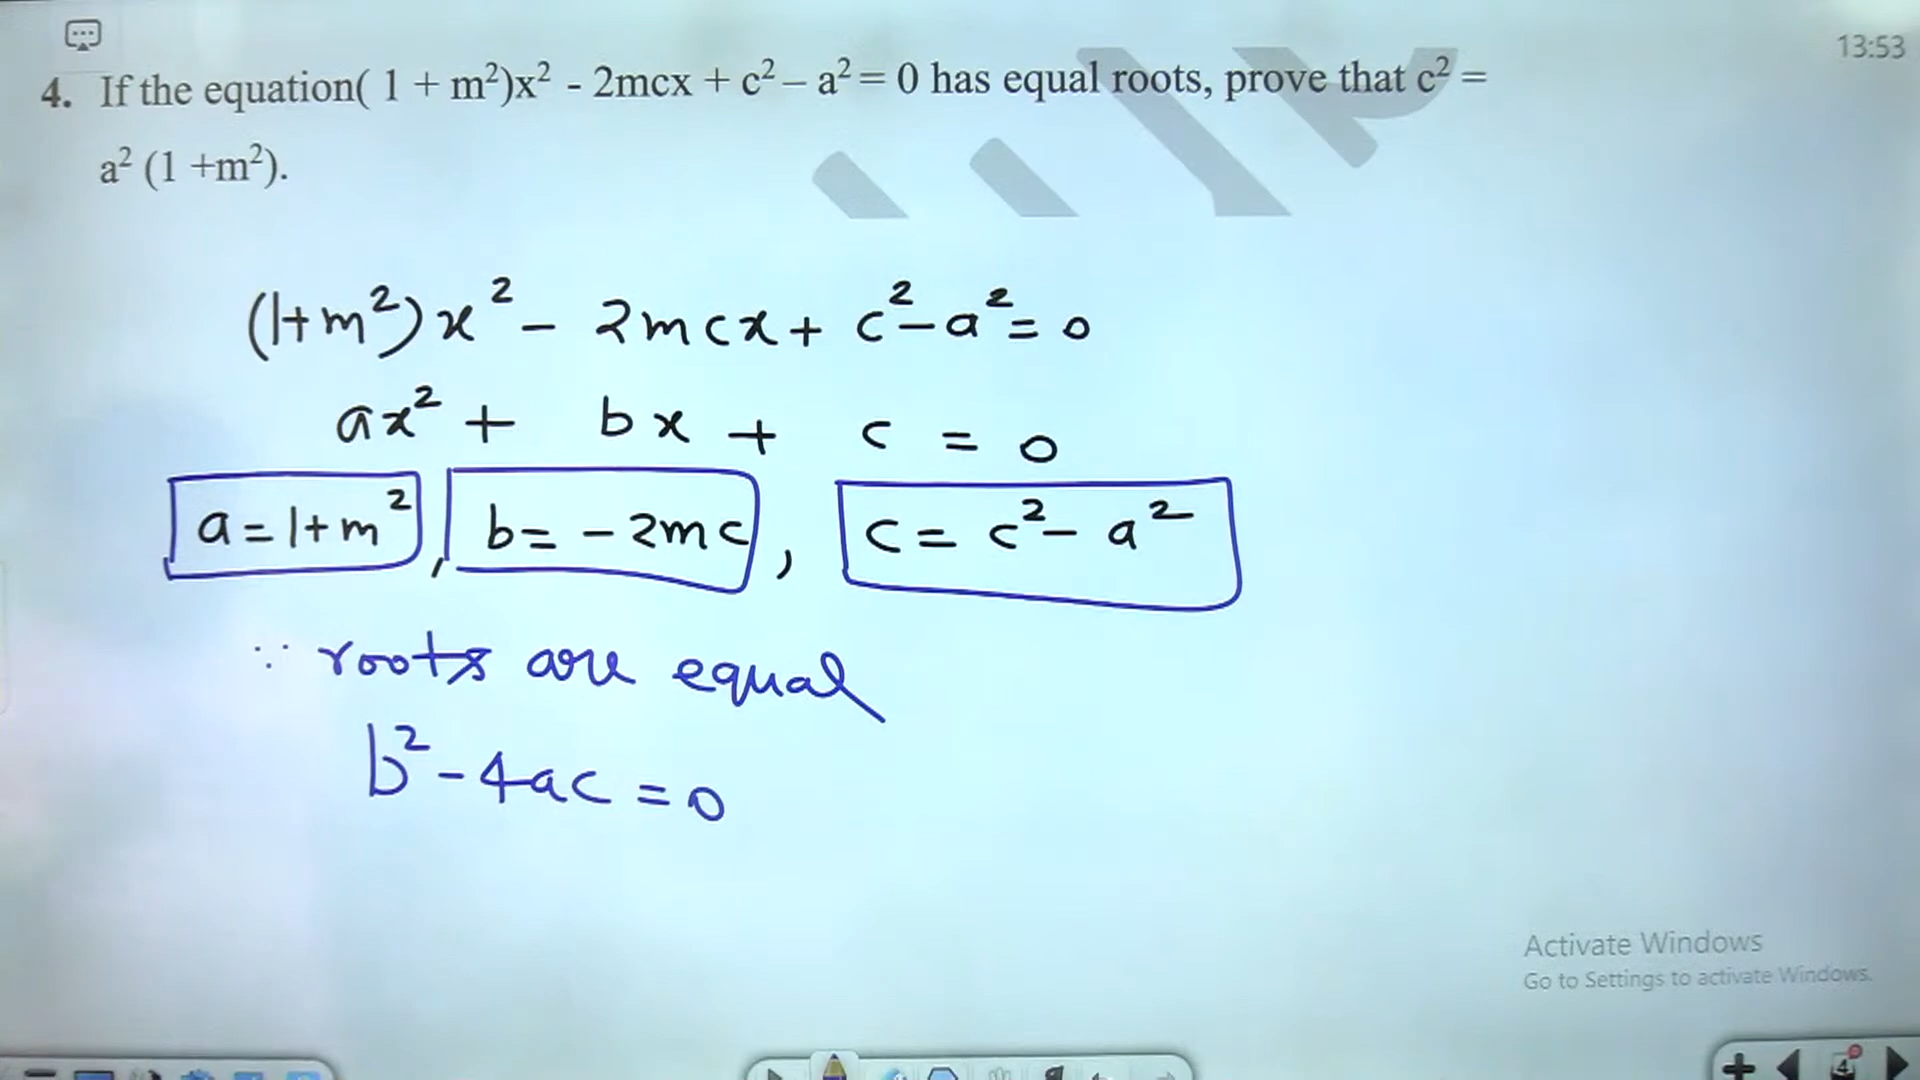 13:53
4. If the equation( 1 + m²)x² - 2mcx + c² – a² = 0 has equal roots, prove that c² =
a² (1 +m²).
(1+m²)x² - 2mcx + c² - a² = 0
ax² + bx + c = 0
a = 1+m² , b = - 2mc , c = c² - a²
∵ roots are equal
b² - 4ac = 0
Activate Windows
Go to Settings to activate Windows.
4